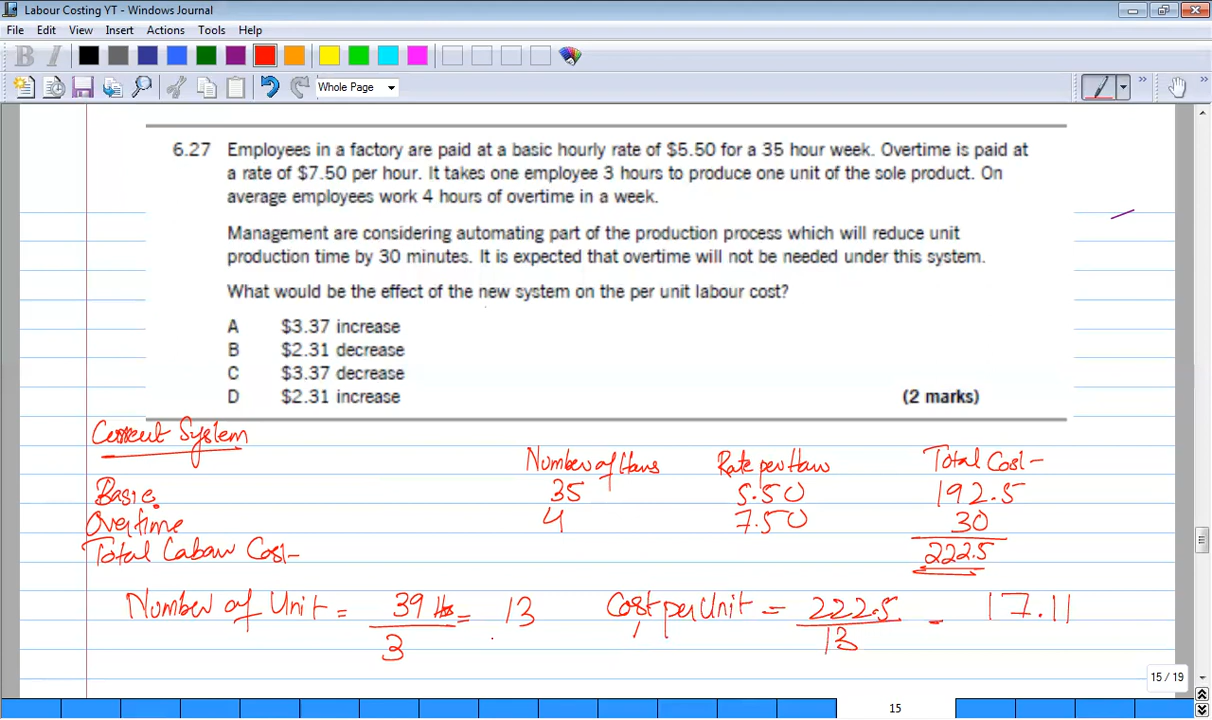 Labour Costing YT - Windows Journal
File Edit View Insert Actions Tools Help
B I Whole Page
6.27 Employees in a factory are paid at a basic hourly rate of $5.50 for a 35 hour week. Overtime is paid at
a rate of $7.50 per hour. It takes one employee 3 hours to produce one unit of the sole product. On
average employees work 4 hours of overtime in a week.
Management are considering automating part of the production process which will reduce unit
production time by 30 minutes. It is expected that overtime will not be needed under this system.
What would be the effect of the new system on the per unit labour cost?
A $3.37 increase
B $2.31 decrease
C $3.37 decrease
D $2.31 increase (2 marks)
Current System
Number of Hours Rate per Hour Total Cost
Basic 35 5.50 192.5
Overtime 4 7.50 30
Total Labour Cost 222.5
Number of Unit = 39 Hrs = 13 Cost per Unit = 222.5 = 17.11
3 13
15 / 19
15